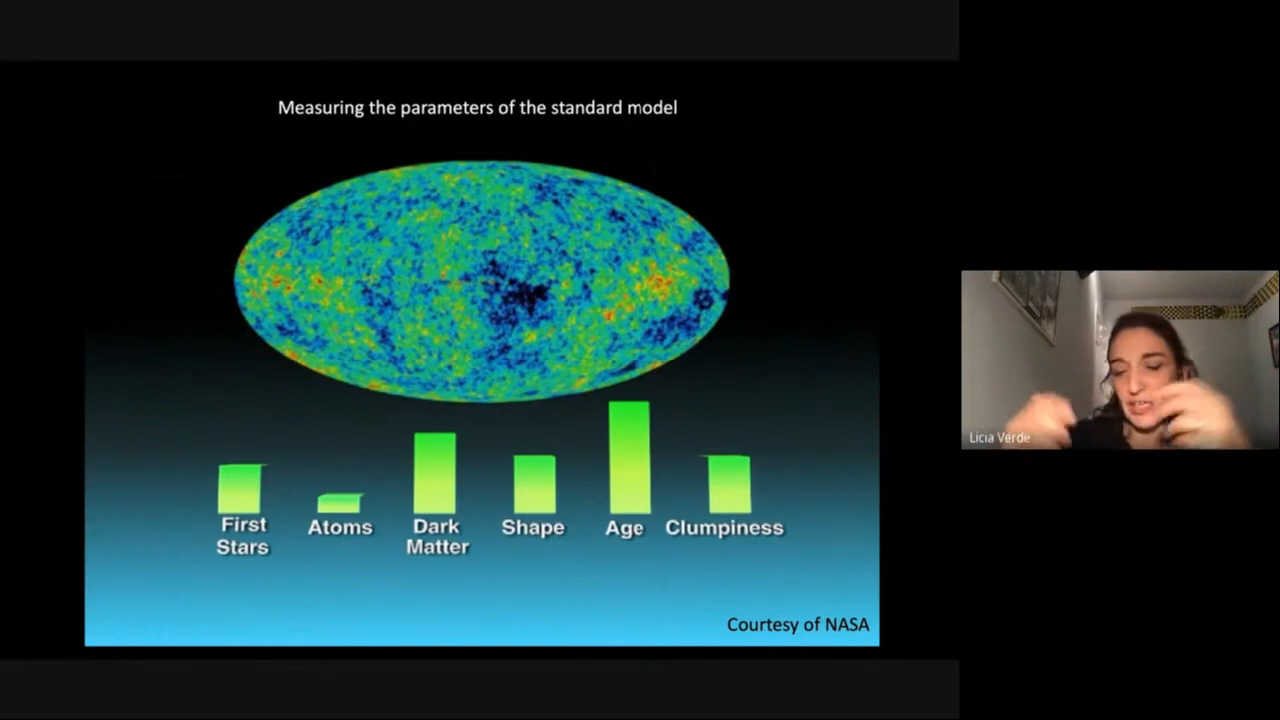 Measuring the parameters of the standard model
First
Stars
Atoms
Dark
Matter
Shape
Age
Clumpiness
Courtesy of NASA
Licia Verde